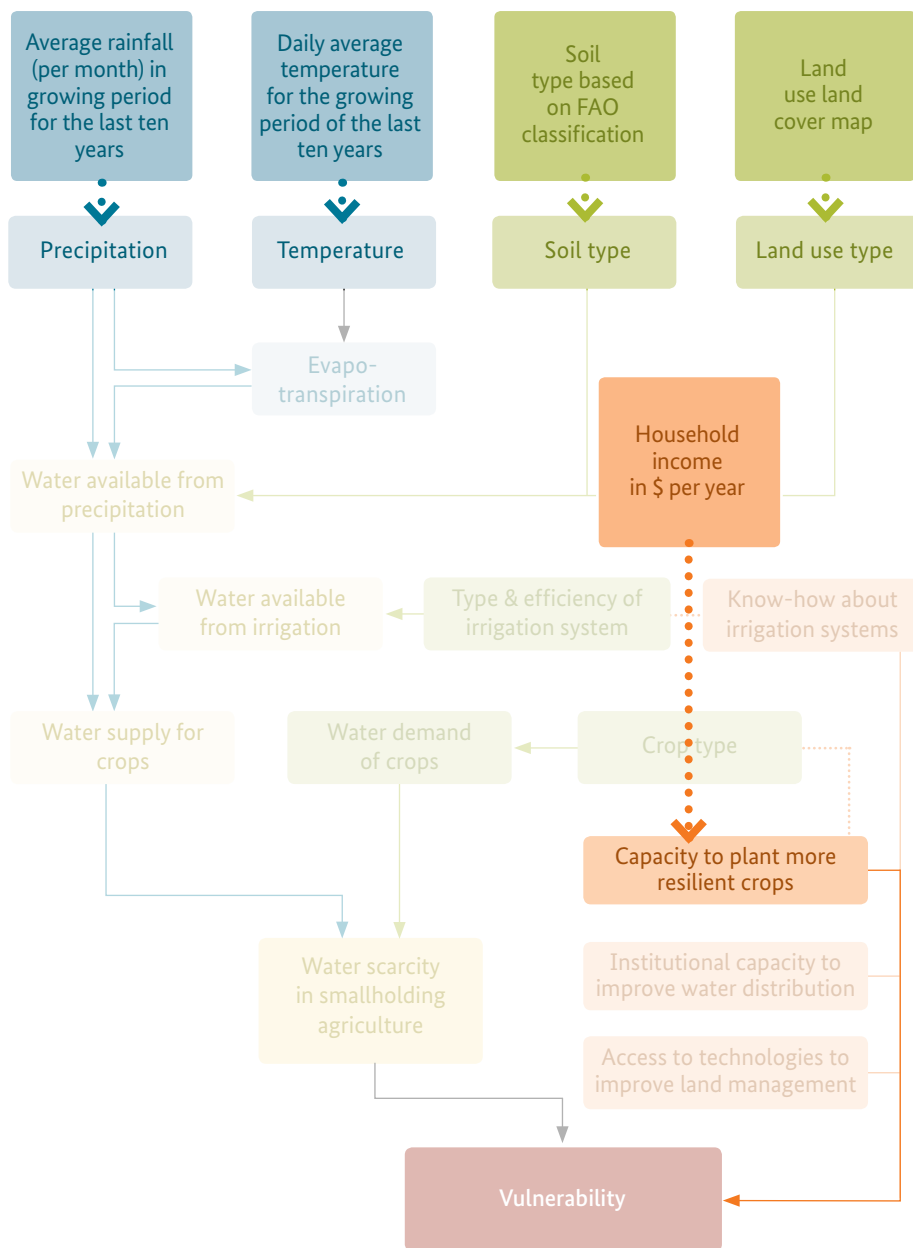 Average rainfall
(per month) in
growing period
for the last ten
years
Daily average
temperature
for the growing
period of the last
ten years
Soil
type based
on FAO
classification
Land
use land
cover map
Precipitation
Temperature
Soil type
Land use type
Evapo-
transpiration
Household
income
in $ per year
Water available from
precipitation
Water available
from irrigation
Type & efficiency of
irrigation system
Know-how about
irrigation systems
Water supply for
crops
Water demand
of crops
Crop type
Capacity to plant more
resilient crops
Water scarcity
in smallholding
agriculture
Institutional capacity to
improve water distribution
Access to technologies to
improve land management
Vulnerability